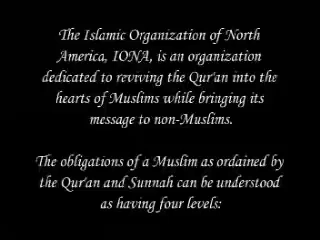 The Islamic Organization of North
America, IONA, is an organization
dedicated to reviving the Qur'an into the
hearts of Muslims while bringing its
message to non-Muslims.
The obligations of a Muslim as ordained by
the Qur'an and Sunnah can be understood
as having four levels: